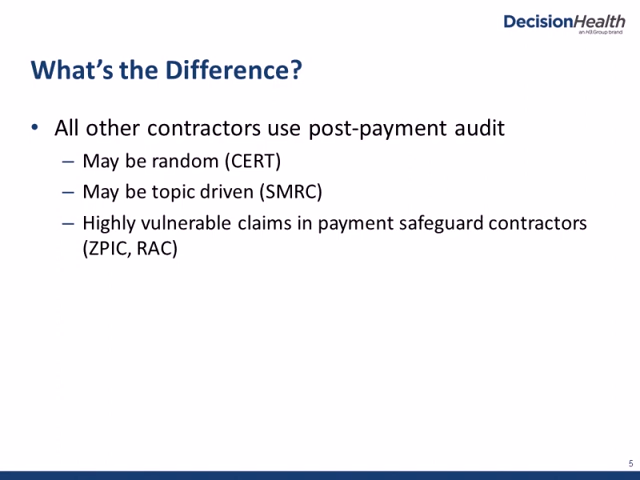 DecisionHealth
an H3.Group brand
What's the Difference?
• All other contractors use post-payment audit
– May be random (CERT)
– May be topic driven (SMRC)
– Highly vulnerable claims in payment safeguard contractors
(ZPIC, RAC)
5